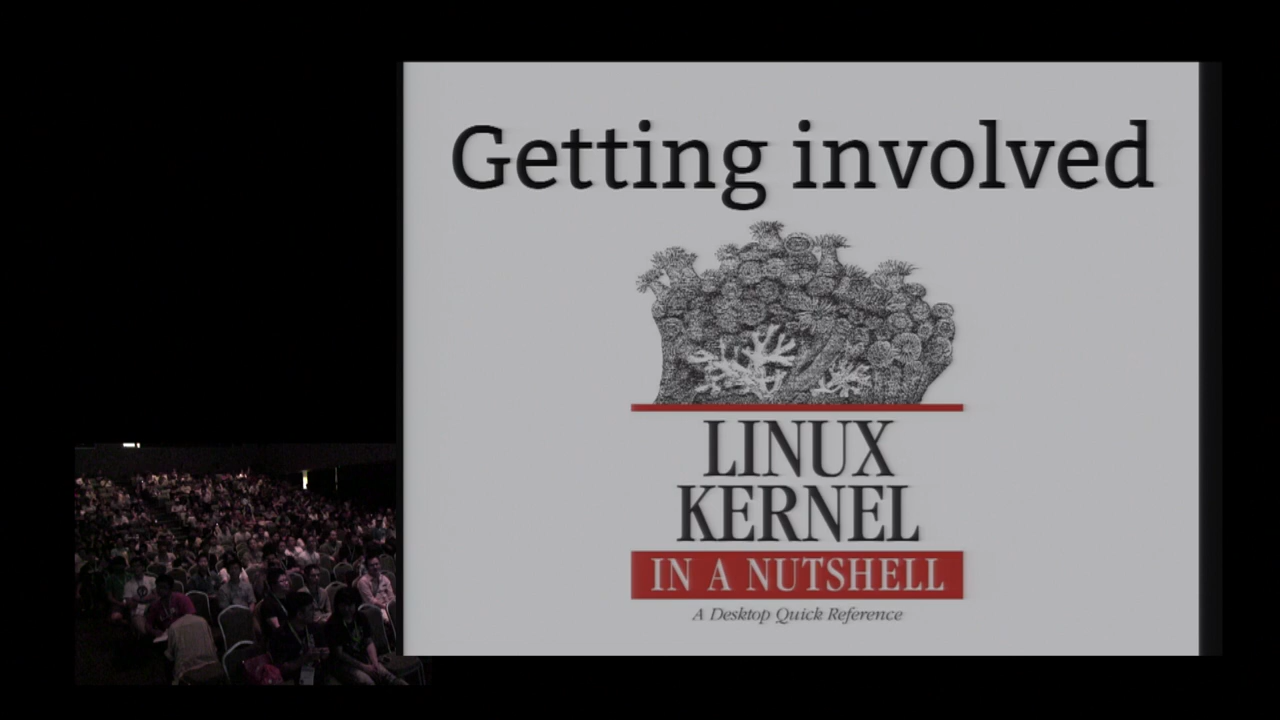 Getting involved
LINUX
KERNEL
IN A NUTSHELL
A Desktop Quick Reference